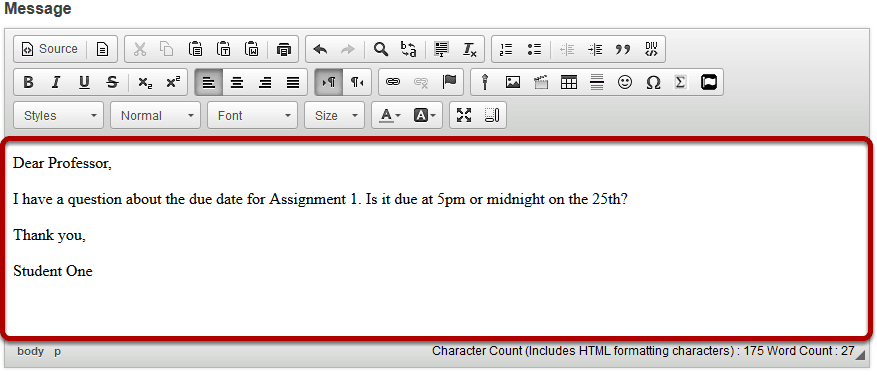 Message
Source
B I U S x₂ x²
Styles Normal Font Size A A
Dear Professor,
I have a question about the due date for Assignment 1. Is it due at 5pm or midnight on the 25th?
Thank you,
Student One
body p Character Count (Includes HTML formatting characters) : 175 Word Count : 27